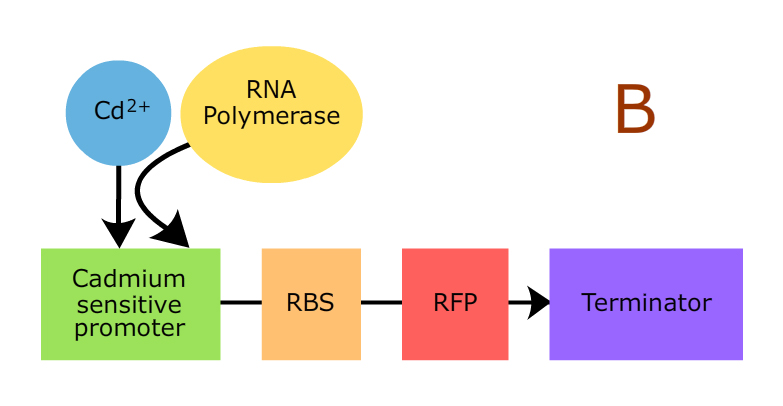 Cd²⁺
RNA
Polymerase
B
Cadmium
sensitive
promoter
RBS
RFP
Terminator